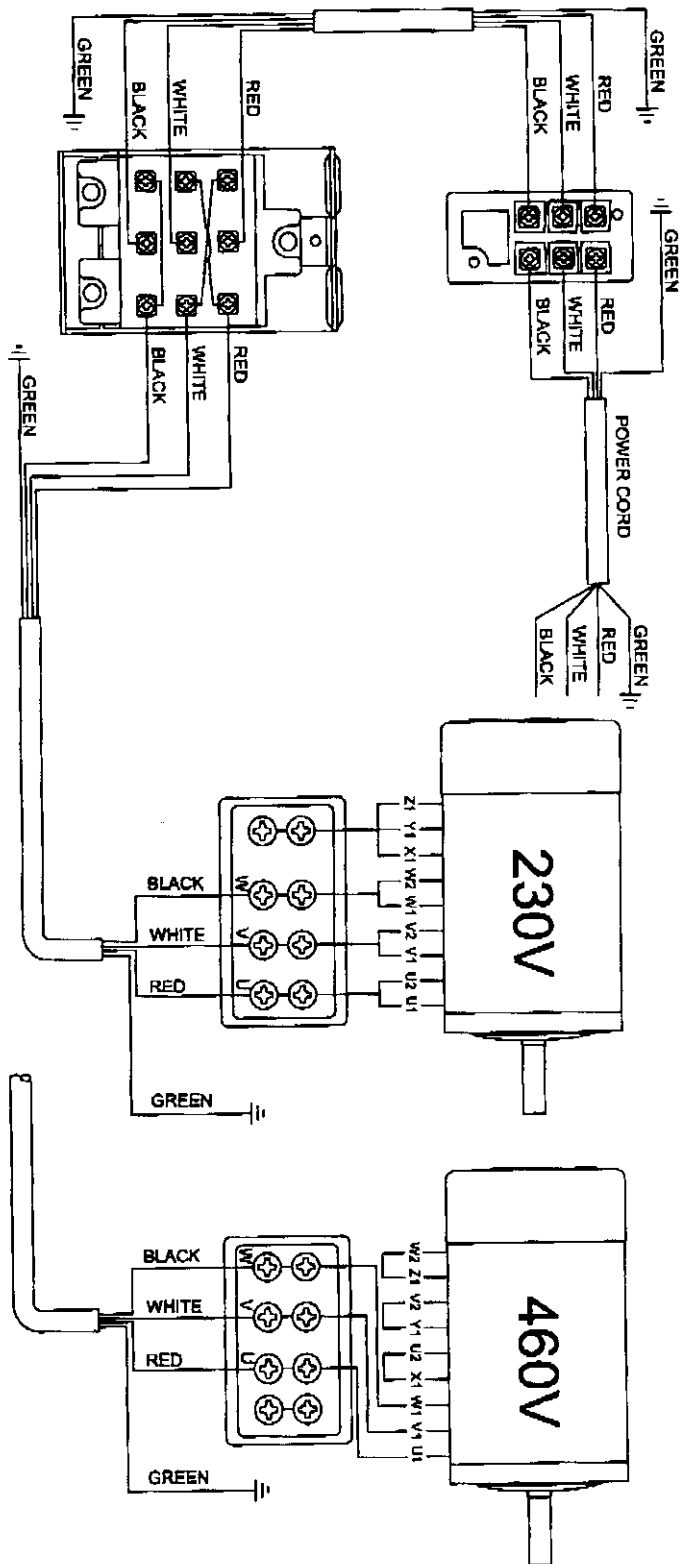 GREEN
BLACK
WHITE
RED
BLACK
WHITE
RED
GREEN
GREEN
BLACK
WHITE
RED
GREEN
BLACK
WHITE
RED
POWER CORD
BLACK
WHITE
RED
GREEN
230V
Z1
Y1
X1
W2
W1
V2
V1
U2
U1
BLACK
W
WHITE
V
RED
U
GREEN
460V
W2
Z1
V2
Y1
U2
X1
W1
V1
U1
BLACK
W
WHITE
V
RED
U
GREEN